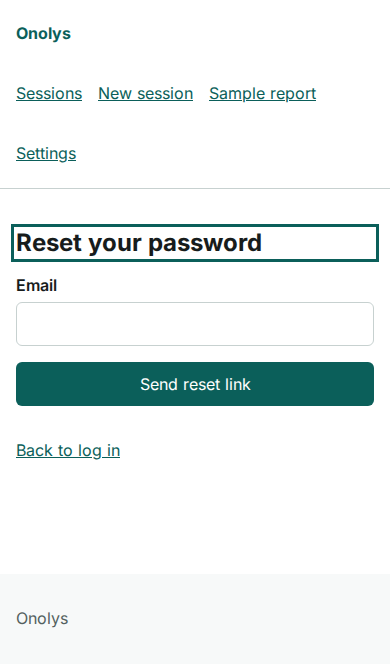 Onolys
Sessions New session Sample report
Settings
Reset your password
Email
Send reset link
Back to log in
Onolys